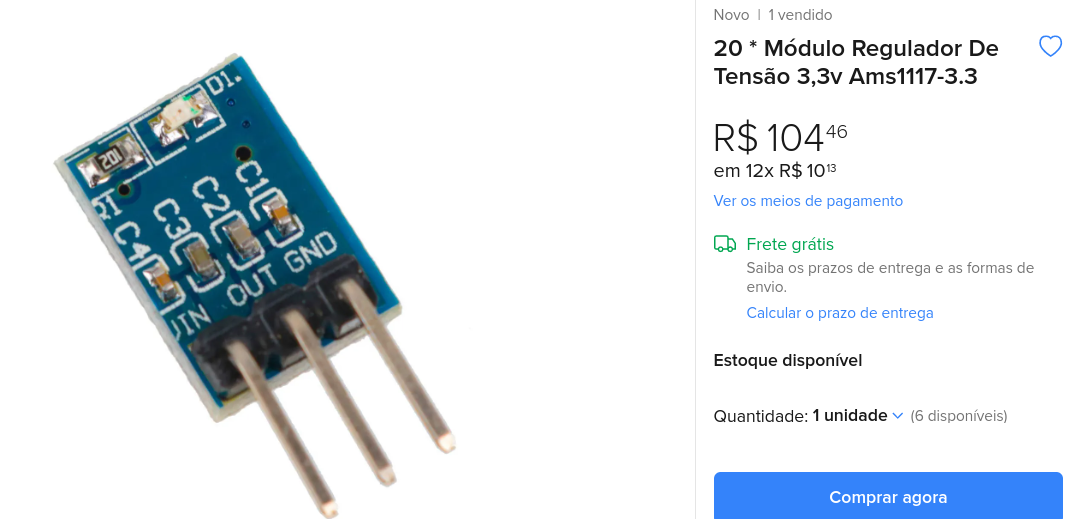 Novo | 1 vendido
20 * Módulo Regulador De
Tensão 3,3v Ams1117-3.3
R$ 104 46
em 12x R$ 10 13
Ver os meios de pagamento
Frete grátis
Saiba os prazos de entrega e as formas de
envio.
Calcular o prazo de entrega
Estoque disponível
Quantidade: 1 unidade (6 disponíveis)
Comprar agora
D1.
201
R1
C1
C2
C3
C4
GND
OUT
VIN